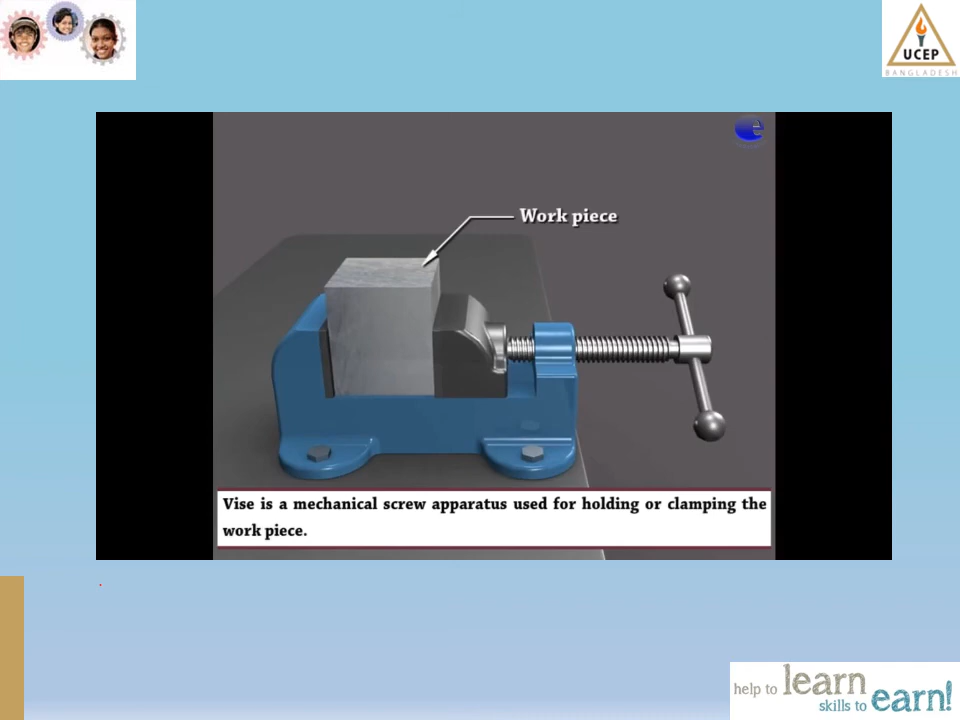 UCEP
BANGLADESH
e
Work piece
Vise is a mechanical screw apparatus used for holding or clamping the
work piece.
help to learn
skills to earn!